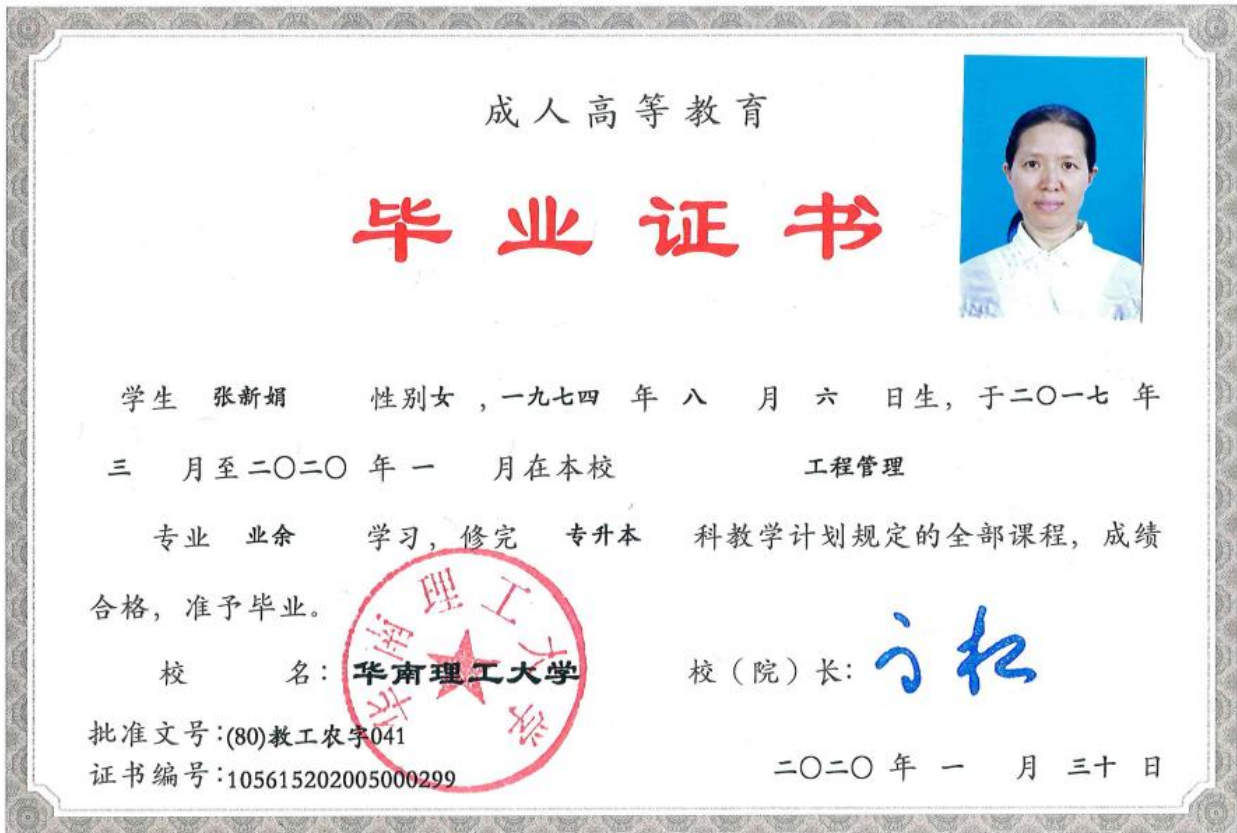 成人高等教育
毕业证书
学生 张新娟 性别女 ,一九七四 年 八 月 六 日生, 于二〇一七 年
三 月至二〇二〇 年 一 月在本校 工程管理
专业 业余 学习, 修完 专升本 科教学计划规定的全部课程, 成绩
合格, 准予毕业。
华南理工大学
校 名: 华南理工大学 校(院)长:
批准文号:(80)教工农字041
证书编号:105615202005000299
二〇二〇 年 一 月 三十 日